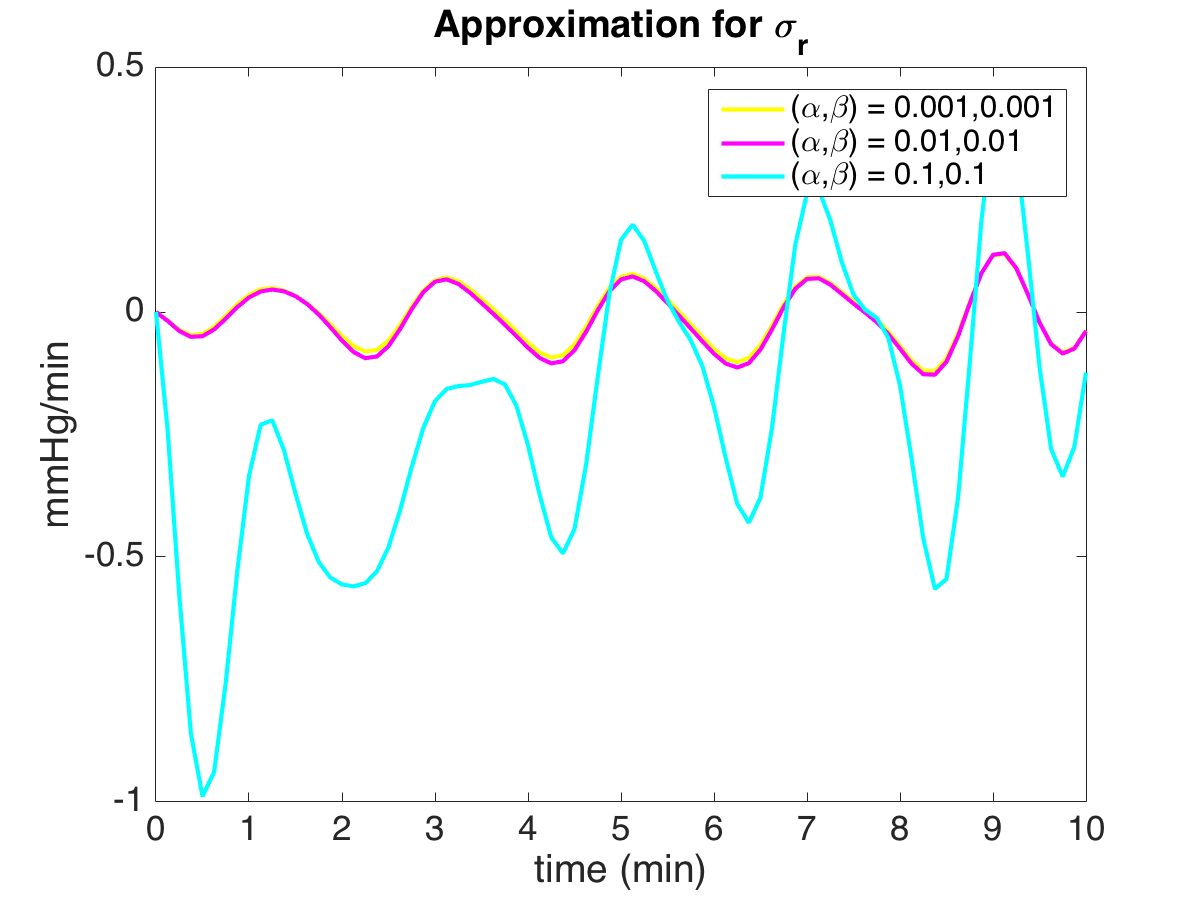 Approximation for σr
0.5
(α,β) = 0.001,0.001
(α,β) = 0.01,0.01
(α,β) = 0.1,0.1
0
mmHg/min
-0.5
-1
0 1 2 3 4 5 6 7 8 9 10
time (min)